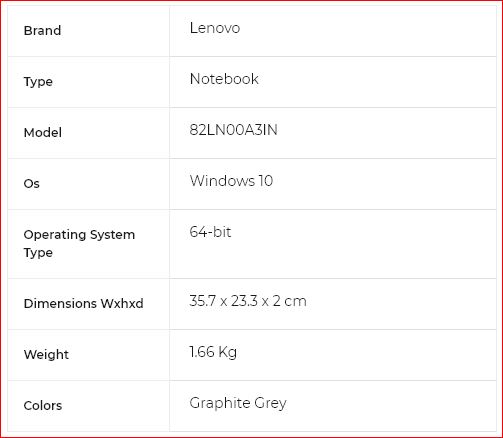 Brand Lenovo
Type Notebook
Model 82LN00A3IN
Os Windows 10
Operating System 64-bit
Type
Dimensions Wxhxd 35.7 x 23.3 x 2 cm
Weight 1.66 Kg
Colors Graphite Grey